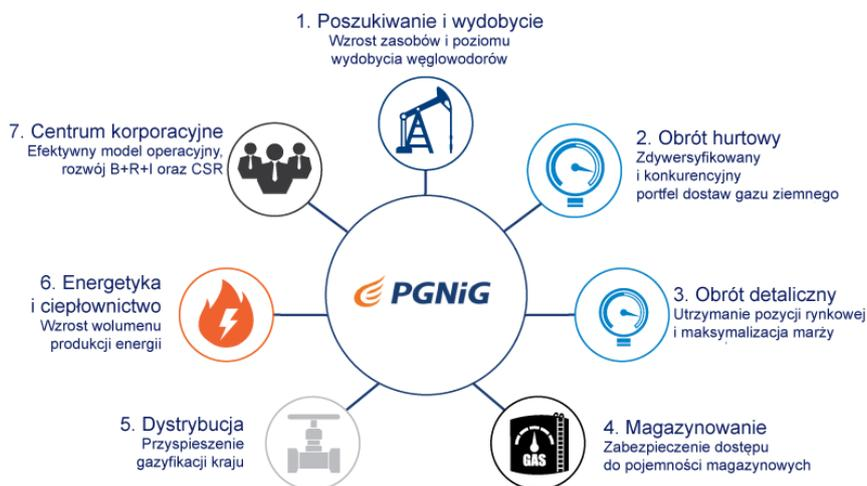 1. Poszukiwanie i wydobycie
Wzrost zasobów i poziomu
wydobycia węglowodorów
2. Obrót hurtowy
Zdywersyfikowany
i konkurencyjny
portfel dostaw gazu ziemnego
3. Obrót detaliczny
Utrzymanie pozycji rynkowej
i maksymalizacja marży
4. Magazynowanie
Zabezpieczenie dostępu
do pojemności magazynowych
GAS
5. Dystrybucja
Przyspieszenie
gazyfikacji kraju
6. Energetyka
i ciepłownictwo
Wzrost wolumenu
produkcji energii
7. Centrum korporacyjne
Efektywny model operacyjny,
rozwój B+R+I oraz CSR
PGNiG